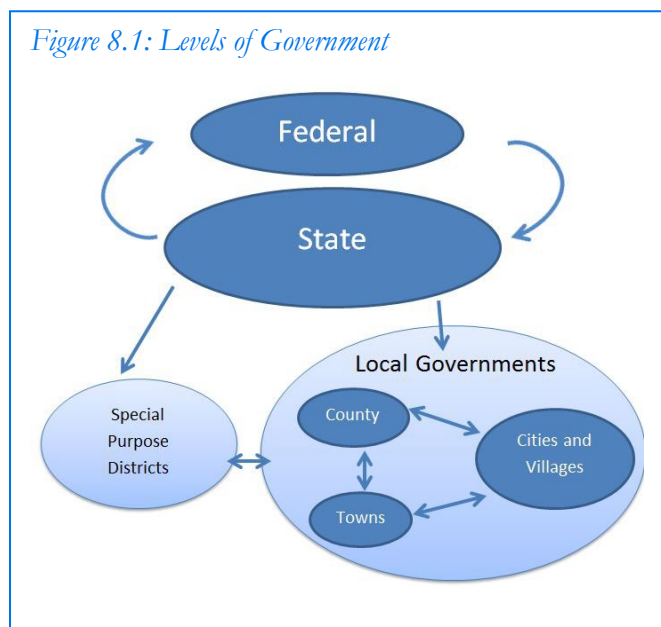 Figure 8.1: Levels of Government
Federal
State
Local Governments
Special
Purpose
Districts
County
Cities and
Villages
Towns